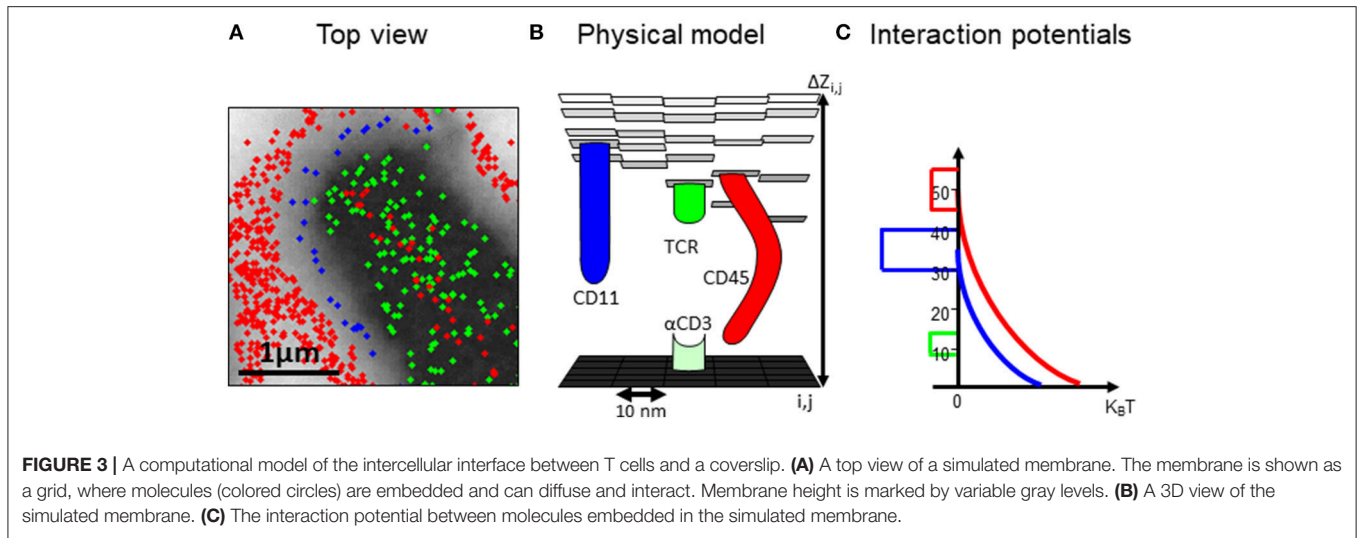 A Top view
B Physical model
C Interaction potentials
1µm
ΔZi,j
TCR
CD11
CD45
αCD3
10 nm
i,j
50
40
30
20
10
0
KBT
FIGURE 3 | A computational model of the intercellular interface between T cells and a coverslip. (A) A top view of a simulated membrane. The membrane is shown as
a grid, where molecules (colored circles) are embedded and can diffuse and interact. Membrane height is marked by variable gray levels. (B) A 3D view of the
simulated membrane. (C) The interaction potential between molecules embedded in the simulated membrane.